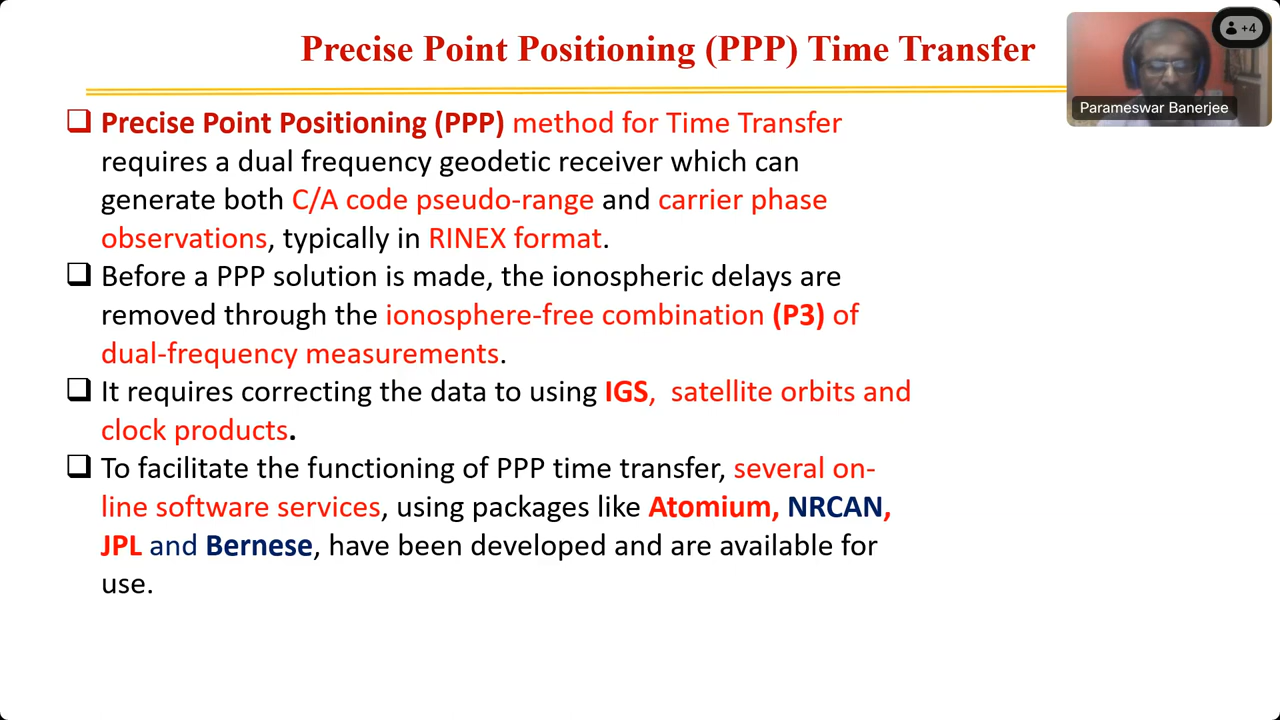 Precise Point Positioning (PPP) Time Transfer
+4
Parameswar Banerjee
Precise Point Positioning (PPP) method for Time Transfer
requires a dual frequency geodetic receiver which can
generate both C/A code pseudo-range and carrier phase
observations, typically in RINEX format.
Before a PPP solution is made, the ionospheric delays are
removed through the ionosphere-free combination (P3) of
dual-frequency measurements.
It requires correcting the data to using IGS, satellite orbits and
clock products.
To facilitate the functioning of PPP time transfer, several on-
line software services, using packages like Atomium, NRCAN,
JPL and Bernese, have been developed and are available for
use.